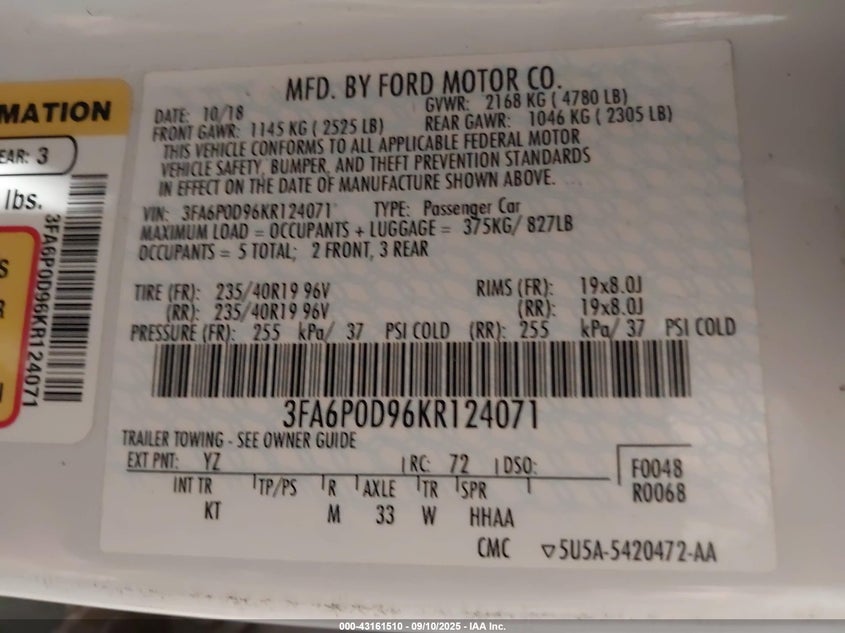 MFD. BY FORD MOTOR CO.
DATE: 10/18 GVWR: 2168 KG ( 4780 LB)
FRONT GAWR: 1145 KG ( 2525 LB) REAR GAWR: 1046 KG ( 2305 LB)
THIS VEHICLE CONFORMS TO ALL APPLICABLE FEDERAL MOTOR
VEHICLE SAFETY, BUMPER, AND THEFT PREVENTION STANDARDS
IN EFFECT ON THE DATE OF MANUFACTURE SHOWN ABOVE.
VIN: 3FA6P0D96KR124071 TYPE: Passenger Car
MAXIMUM LOAD = OCCUPANTS + LUGGAGE = 375KG/ 827LB
OCCUPANTS = 5 TOTAL; 2 FRONT, 3 REAR
TIRE (FR): 235/40R19 96V RIMS (FR): 19x8.0J
(RR): 235/40R19 96V (RR): 19x8.0J
PRESSURE (FR): 255 kPa/ 37 PSI COLD (RR): 255 kPa/ 37 PSI COLD
3FA6P0D96KR124071
TRAILER TOWING - SEE OWNER GUIDE
EXT PNT: YZ RC: 72 DSO: F0048
INT TR TP/PS R AXLE TR SPR R0068
KT M 33 W HHAA
CMC ▽5U5A-5420472-AA
MATION
EAR: 3
lbs.
3FA6P0D96KR124071
S
R
000-43161510 - 09/10/2025 - IAA Inc.